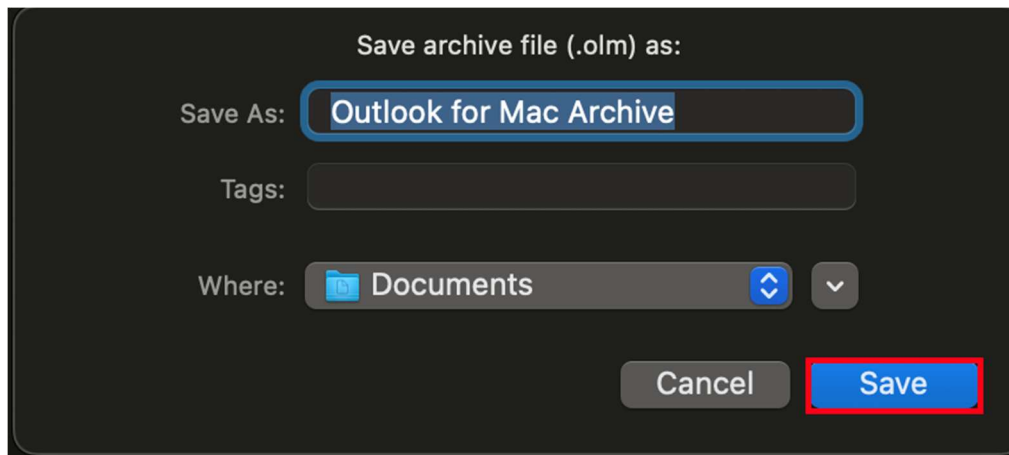 Save archive file (.olm) as:
Save As: Outlook for Mac Archive
Tags:
Where: Documents
Cancel Save